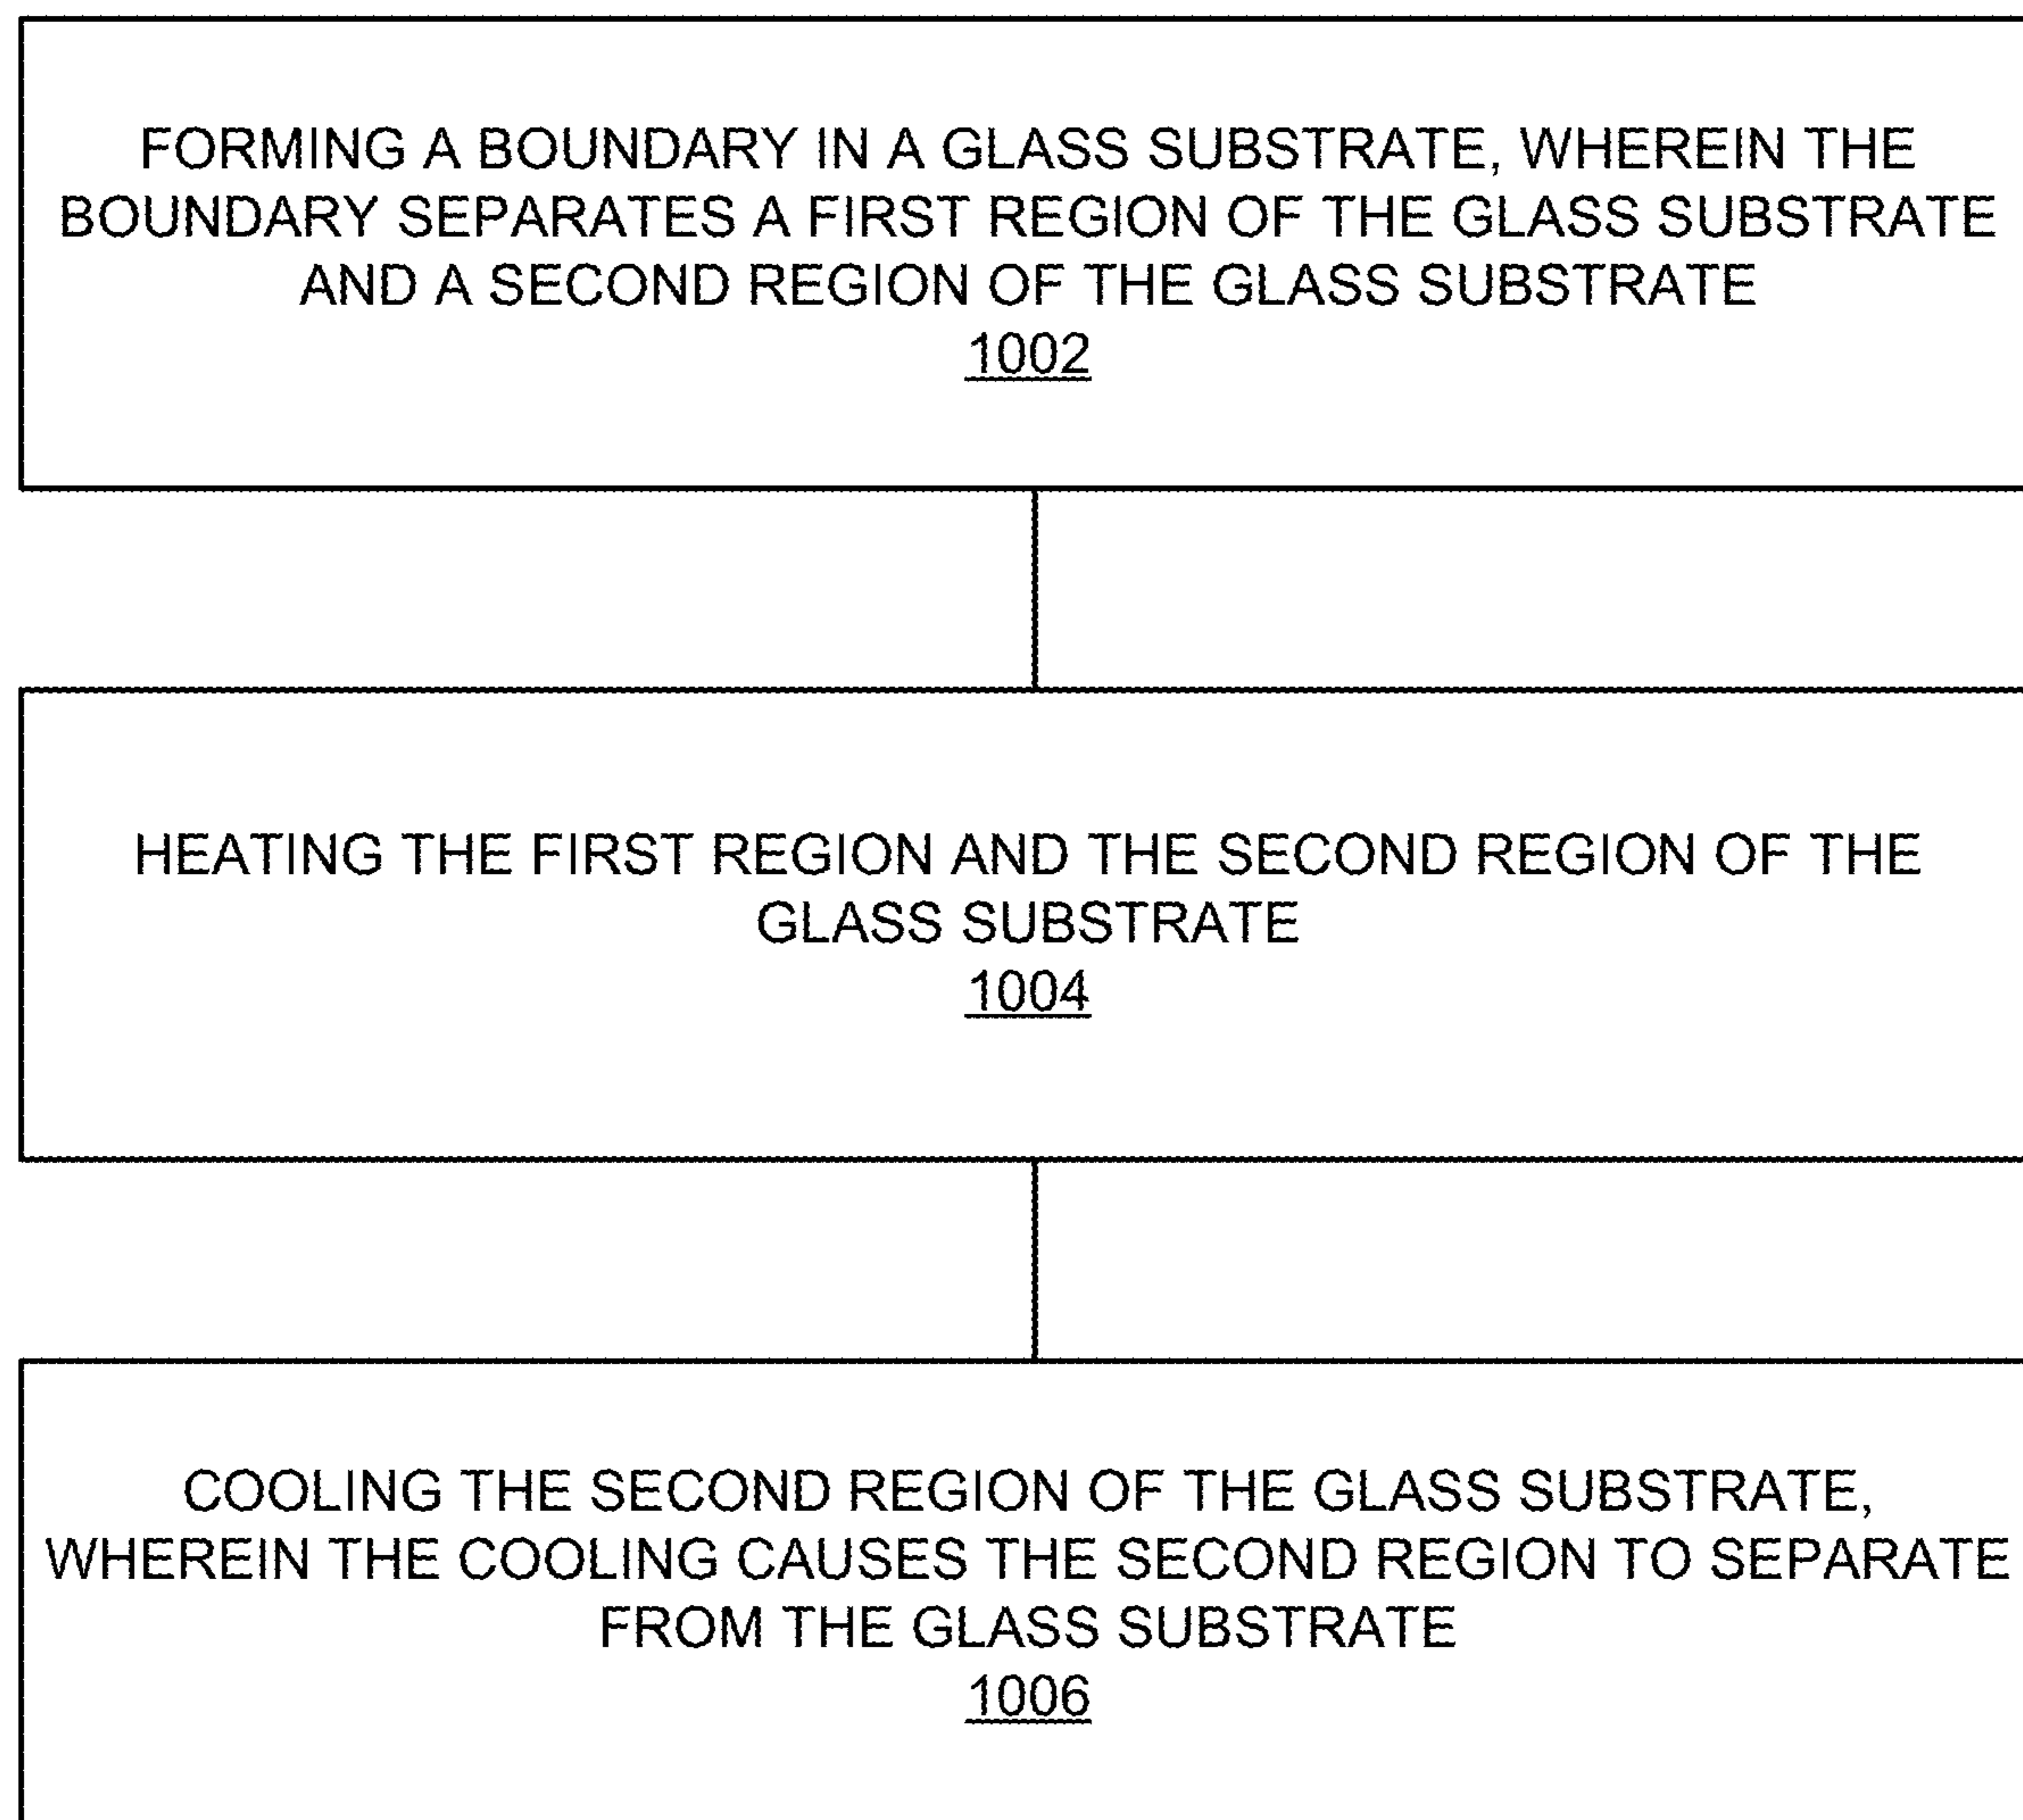 FORMING A BOUNDARY IN A GLASS SUBSTRATE, WHEREIN THE
BOUNDARY SEPARATES A FIRST REGION OF THE GLASS SUBSTRATE
AND A SECOND REGION OF THE GLASS SUBSTRATE
1002
HEATING THE FIRST REGION AND THE SECOND REGION OF THE
GLASS SUBSTRATE
1004
COOLING THE SECOND REGION OF THE GLASS SUBSTRATE,
WHEREIN THE COOLING CAUSES THE SECOND REGION TO SEPARATE
FROM THE GLASS SUBSTRATE
1006